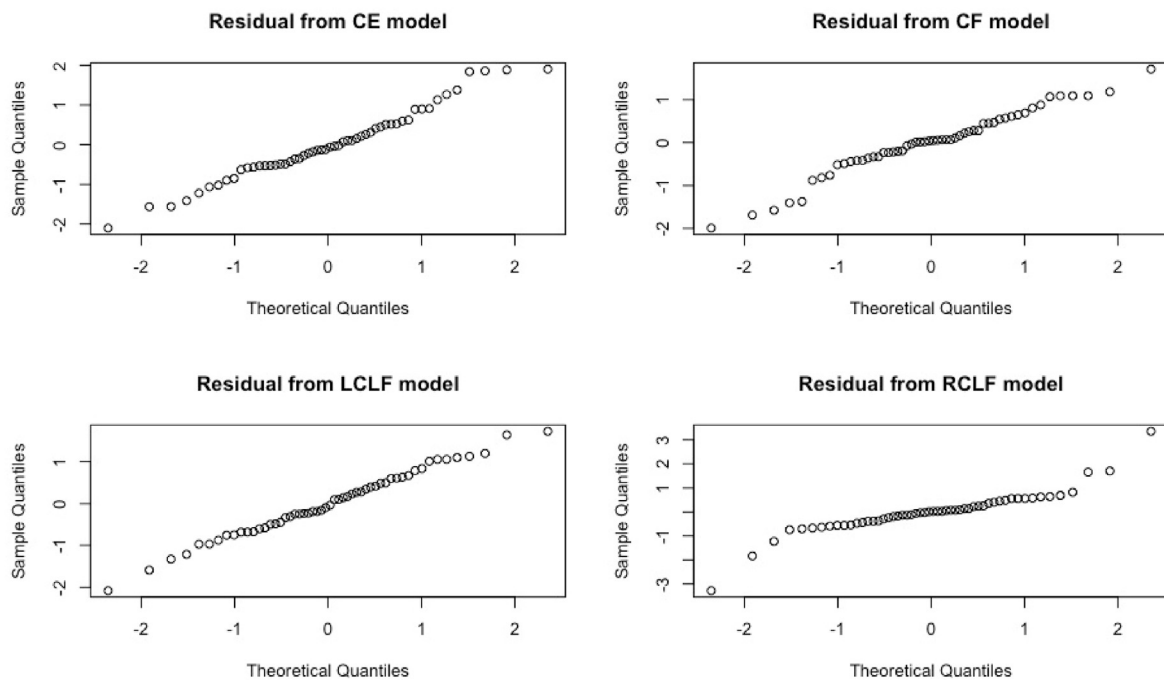 Residual from CE model
Sample Quantiles
2
1
0
-1
-2
-2 -1 0 1 2
Theoretical Quantiles
Residual from CF model
Sample Quantiles
1
0
-1
-2
-2 -1 0 1 2
Theoretical Quantiles
Residual from LCLF model
Sample Quantiles
1
0
-1
-2
-2 -1 0 1 2
Theoretical Quantiles
Residual from RCLF model
Sample Quantiles
3
2
1
-1
-3
-2 -1 0 1 2
Theoretical Quantiles